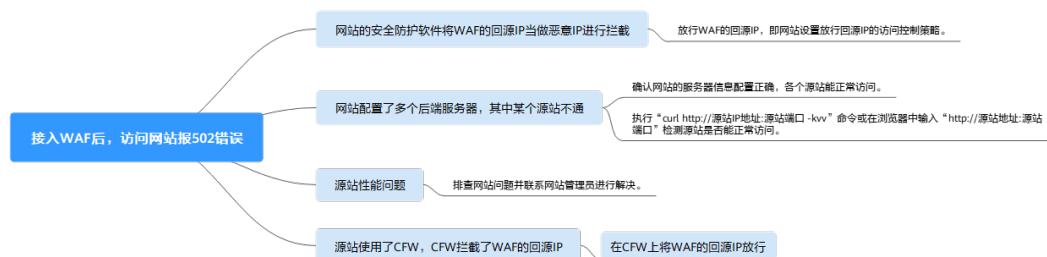 网站的安全防护软件将WAF的回源IP当做恶意IP进行拦截
放行WAF的回源IP，即网站设置放行回源IP的访问控制策略。
确认网站的服务器信息配置正确，各个源站能正常访问。
网站配置了多个后端服务器，其中某个源站不通
执行“curl http://源站IP地址:源站端口 -kvv”命令或在浏览器中输入“http://源站地址:源站
端口”检测源站是否能正常访问。
接入WAF后，访问网站报502错误
源站性能问题
排查网站问题并联系网站管理员进行解决。
源站使用了CFW，CFW拦截了WAF的回源IP
在CFW上将WAF的回源IP放行